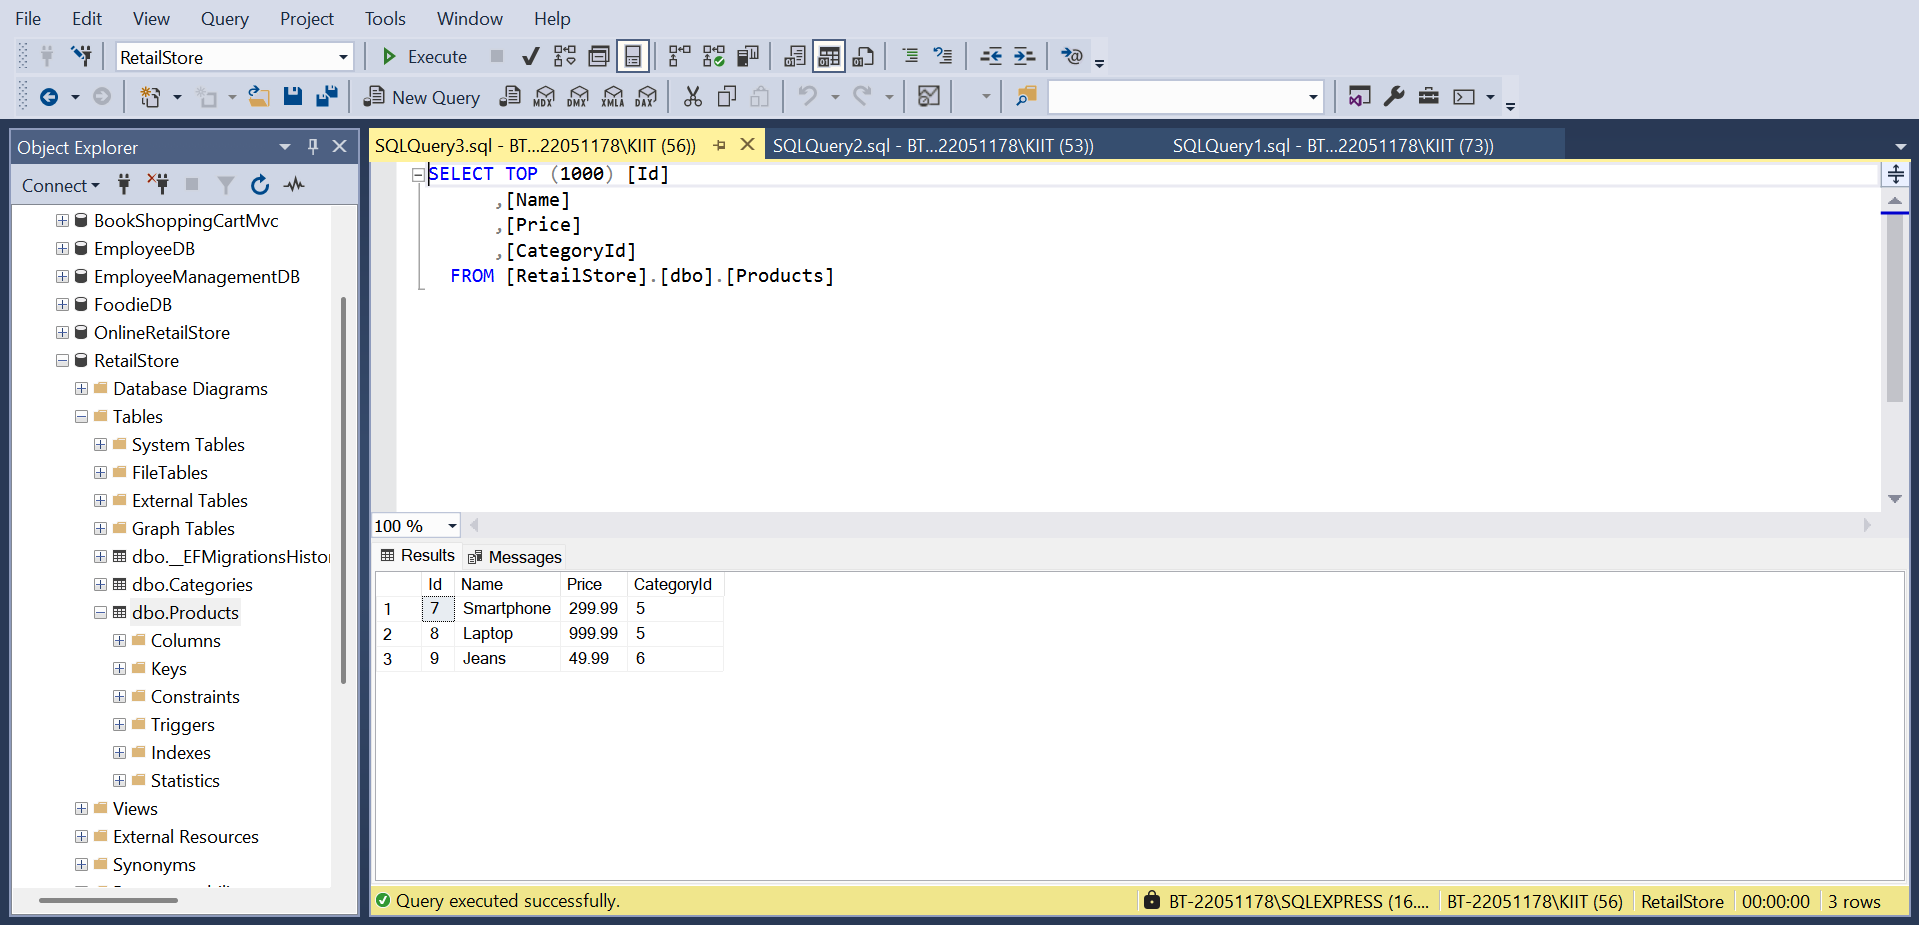 File Edit View Query Project Tools Window Help
RetailStore Execute
New Query MDX DMX XMLA DAX
Object Explorer
Connect
BookShoppingCartMvc
EmployeeDB
EmployeeManagementDB
FoodieDB
OnlineRetailStore
RetailStore
Database Diagrams
Tables
System Tables
FileTables
External Tables
Graph Tables
dbo.__EFMigrationsHisto
dbo.Categories
dbo.Products
Columns
Keys
Constraints
Triggers
Indexes
Statistics
Views
External Resources
Synonyms
SQLQuery3.sql - BT...22051178\KIIT (56)) SQLQuery2.sql - BT...22051178\KIIT (53)) SQLQuery1.sql - BT...22051178\KIIT (73))
SELECT TOP (1000) [Id]
,[Name]
,[Price]
,[CategoryId]
FROM [RetailStore].[dbo].[Products]
100 %
Results Messages
Id Name Price CategoryId
1 7 Smartphone 299.99 5
2 8 Laptop 999.99 5
3 9 Jeans 49.99 6
Query executed successfully. BT-22051178\SQLEXPRESS (16.... BT-22051178\KIIT (56) RetailStore 00:00:00 3 rows